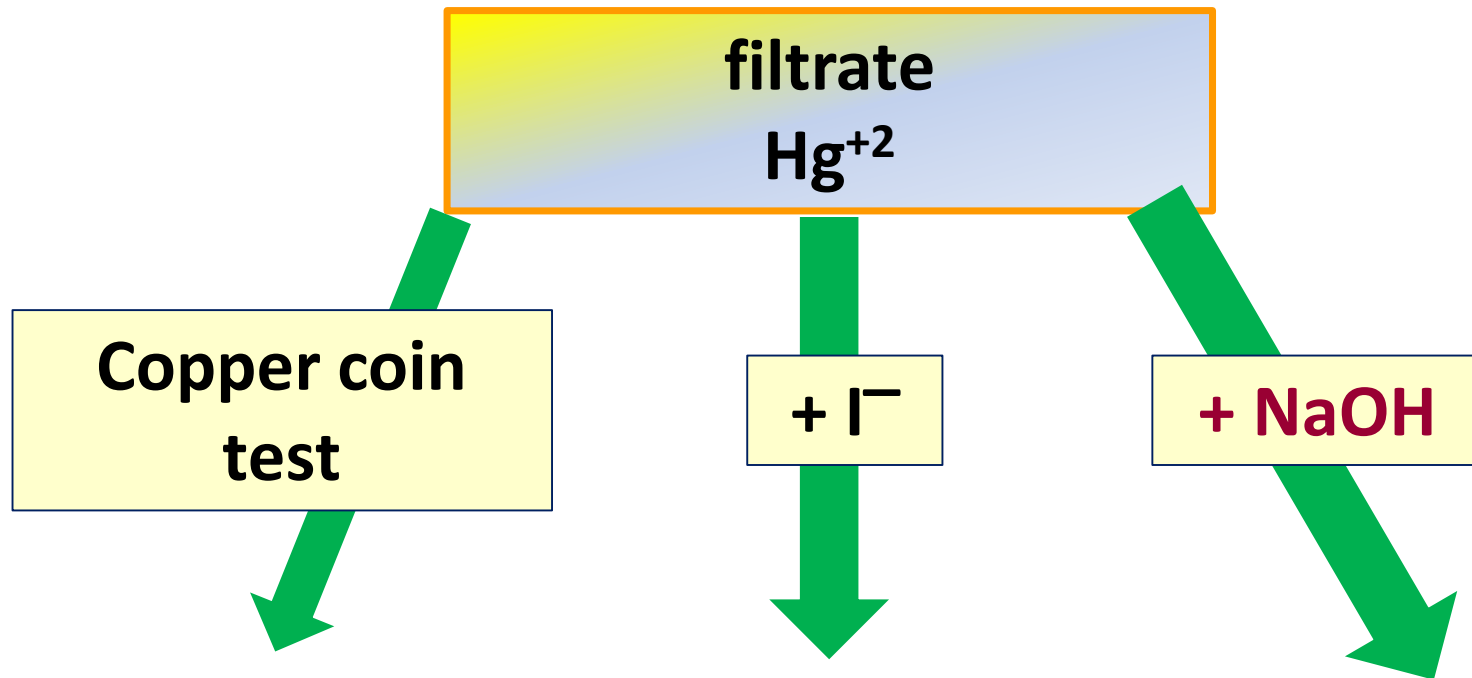 filtrate
Hg⁺²
Copper coin
test
+ I⁻
+ NaOH